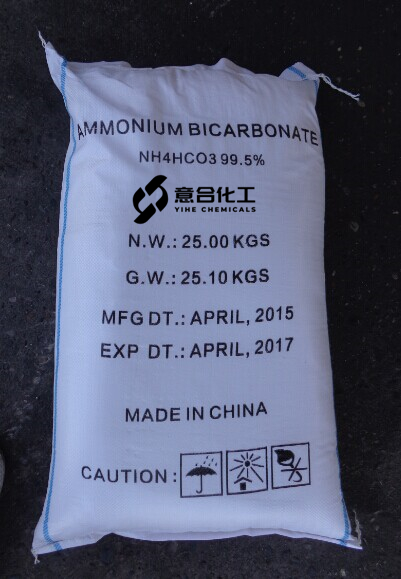 AMMONIUM BICARBONATE
NH4HCO3 99.5%
意合化工
YIHE CHEMICALS
N.W.: 25.00 KGS
G.W.: 25.10 KGS
MFG DT.: APRIL, 2015
EXP DT.: APRIL, 2017
MADE IN CHINA
CAUTION :